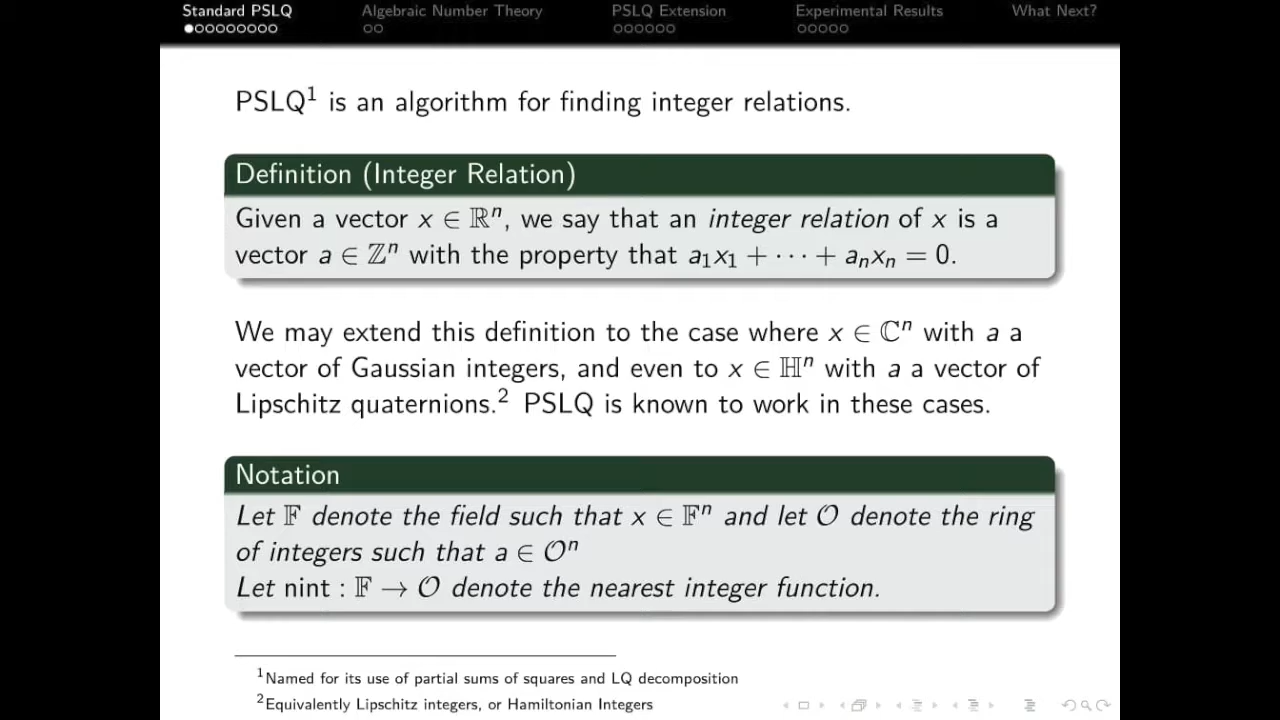 Standard PSLQ Algebraic Number Theory PSLQ Extension Experimental Results What Next?
PSLQ¹ is an algorithm for finding integer relations.
Definition (Integer Relation)
Given a vector x ∈ ℝⁿ, we say that an integer relation of x is a
vector a ∈ ℤⁿ with the property that a₁x₁ + ⋯ + aₙxₙ = 0.
We may extend this definition to the case where x ∈ ℂⁿ with a a
vector of Gaussian integers, and even to x ∈ ℍⁿ with a a vector of
Lipschitz quaternions.² PSLQ is known to work in these cases.
Notation
Let 𝔽 denote the field such that x ∈ 𝔽ⁿ and let 𝒪 denote the ring
of integers such that a ∈ 𝒪ⁿ
Let nint : 𝔽 → 𝒪 denote the nearest integer function.
¹Named for its use of partial sums of squares and LQ decomposition
²Equivalently Lipschitz integers, or Hamiltonian Integers